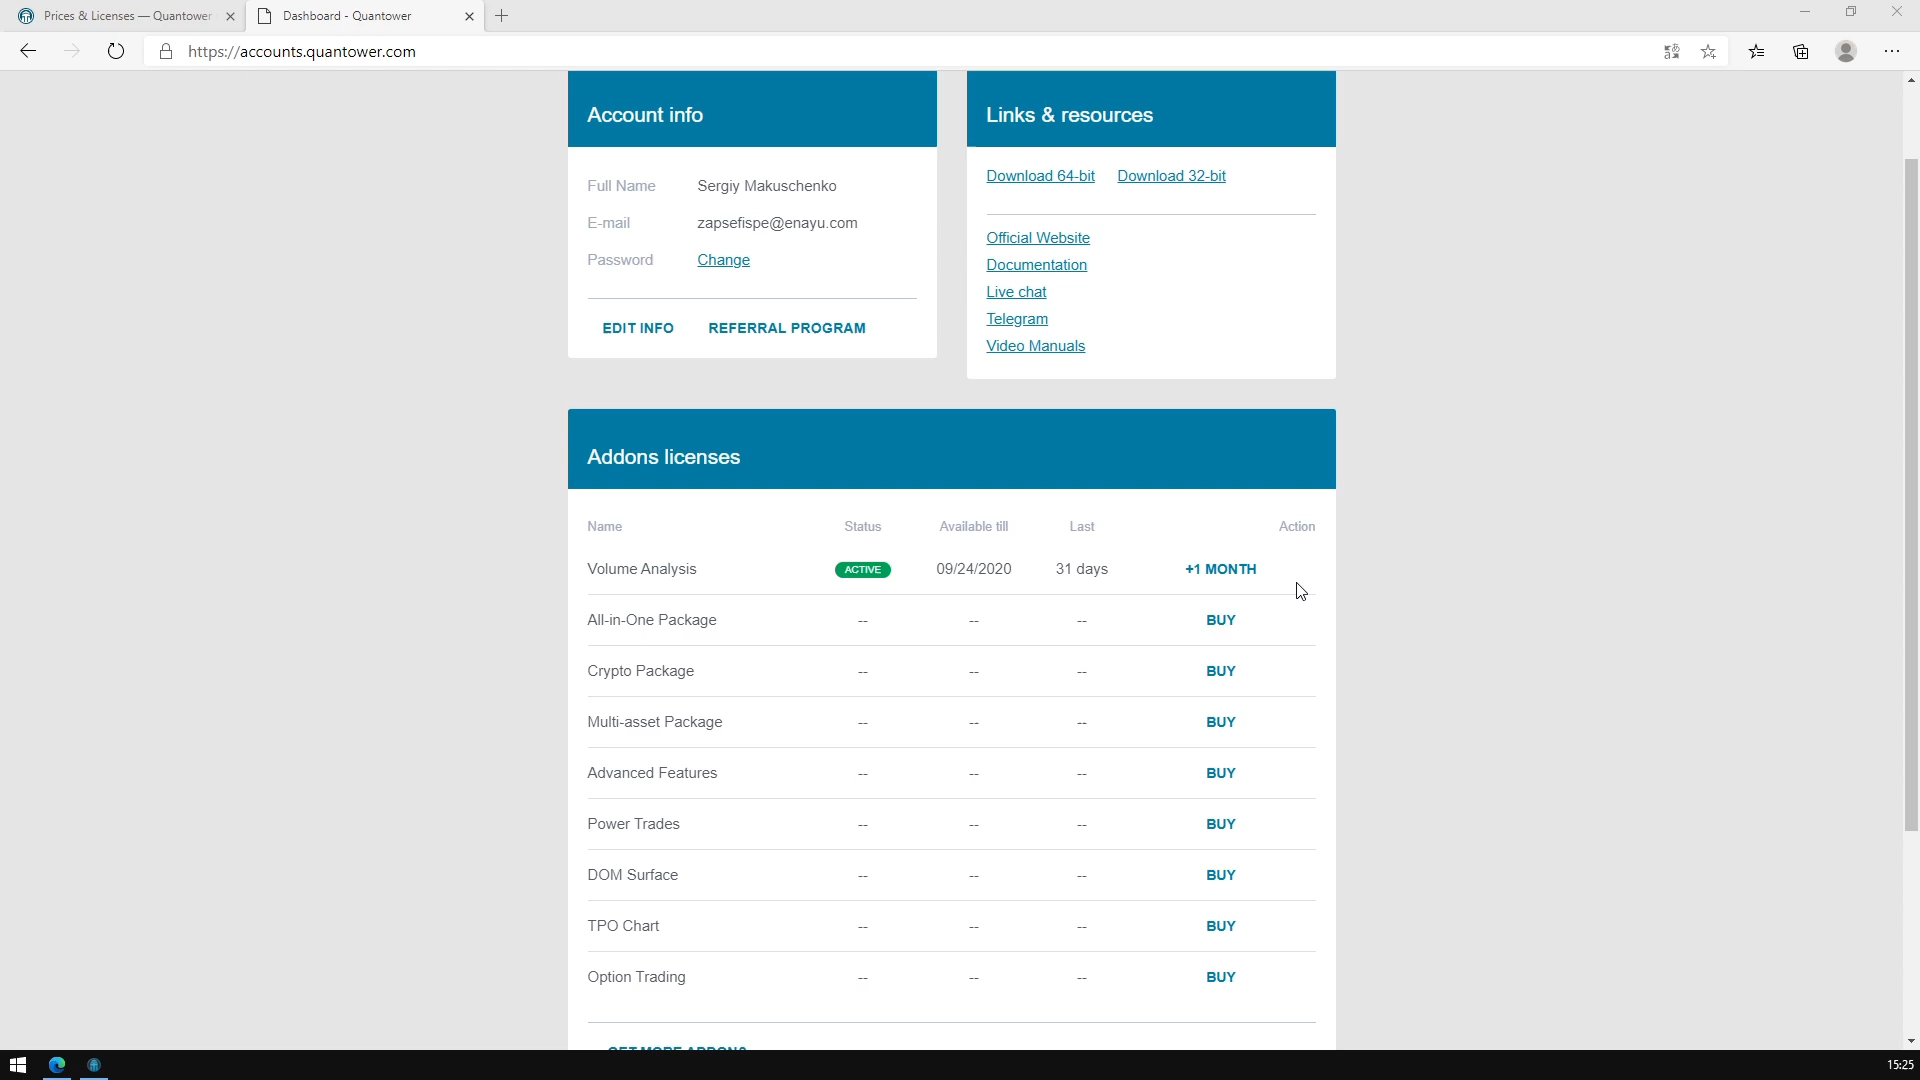 Prices & Licenses — Quantower
Dashboard - Quantower
https://accounts.quantower.com
Account info
Full Name Sergiy Makuschenko
E-mail zapsefispe@enayu.com
Password Change
EDIT INFO REFERRAL PROGRAM
Links & resources
Download 64-bit Download 32-bit
Official Website
Documentation
Live chat
Telegram
Video Manuals
Addons licenses
Name Status Available till Last Action
Volume Analysis ACTIVE 09/24/2020 31 days +1 MONTH
All-in-One Package -- -- -- BUY
Crypto Package -- -- -- BUY
Multi-asset Package -- -- -- BUY
Advanced Features -- -- -- BUY
Power Trades -- -- -- BUY
DOM Surface -- -- -- BUY
TPO Chart -- -- -- BUY
Option Trading -- -- -- BUY
GET MORE ADDONS
15:25